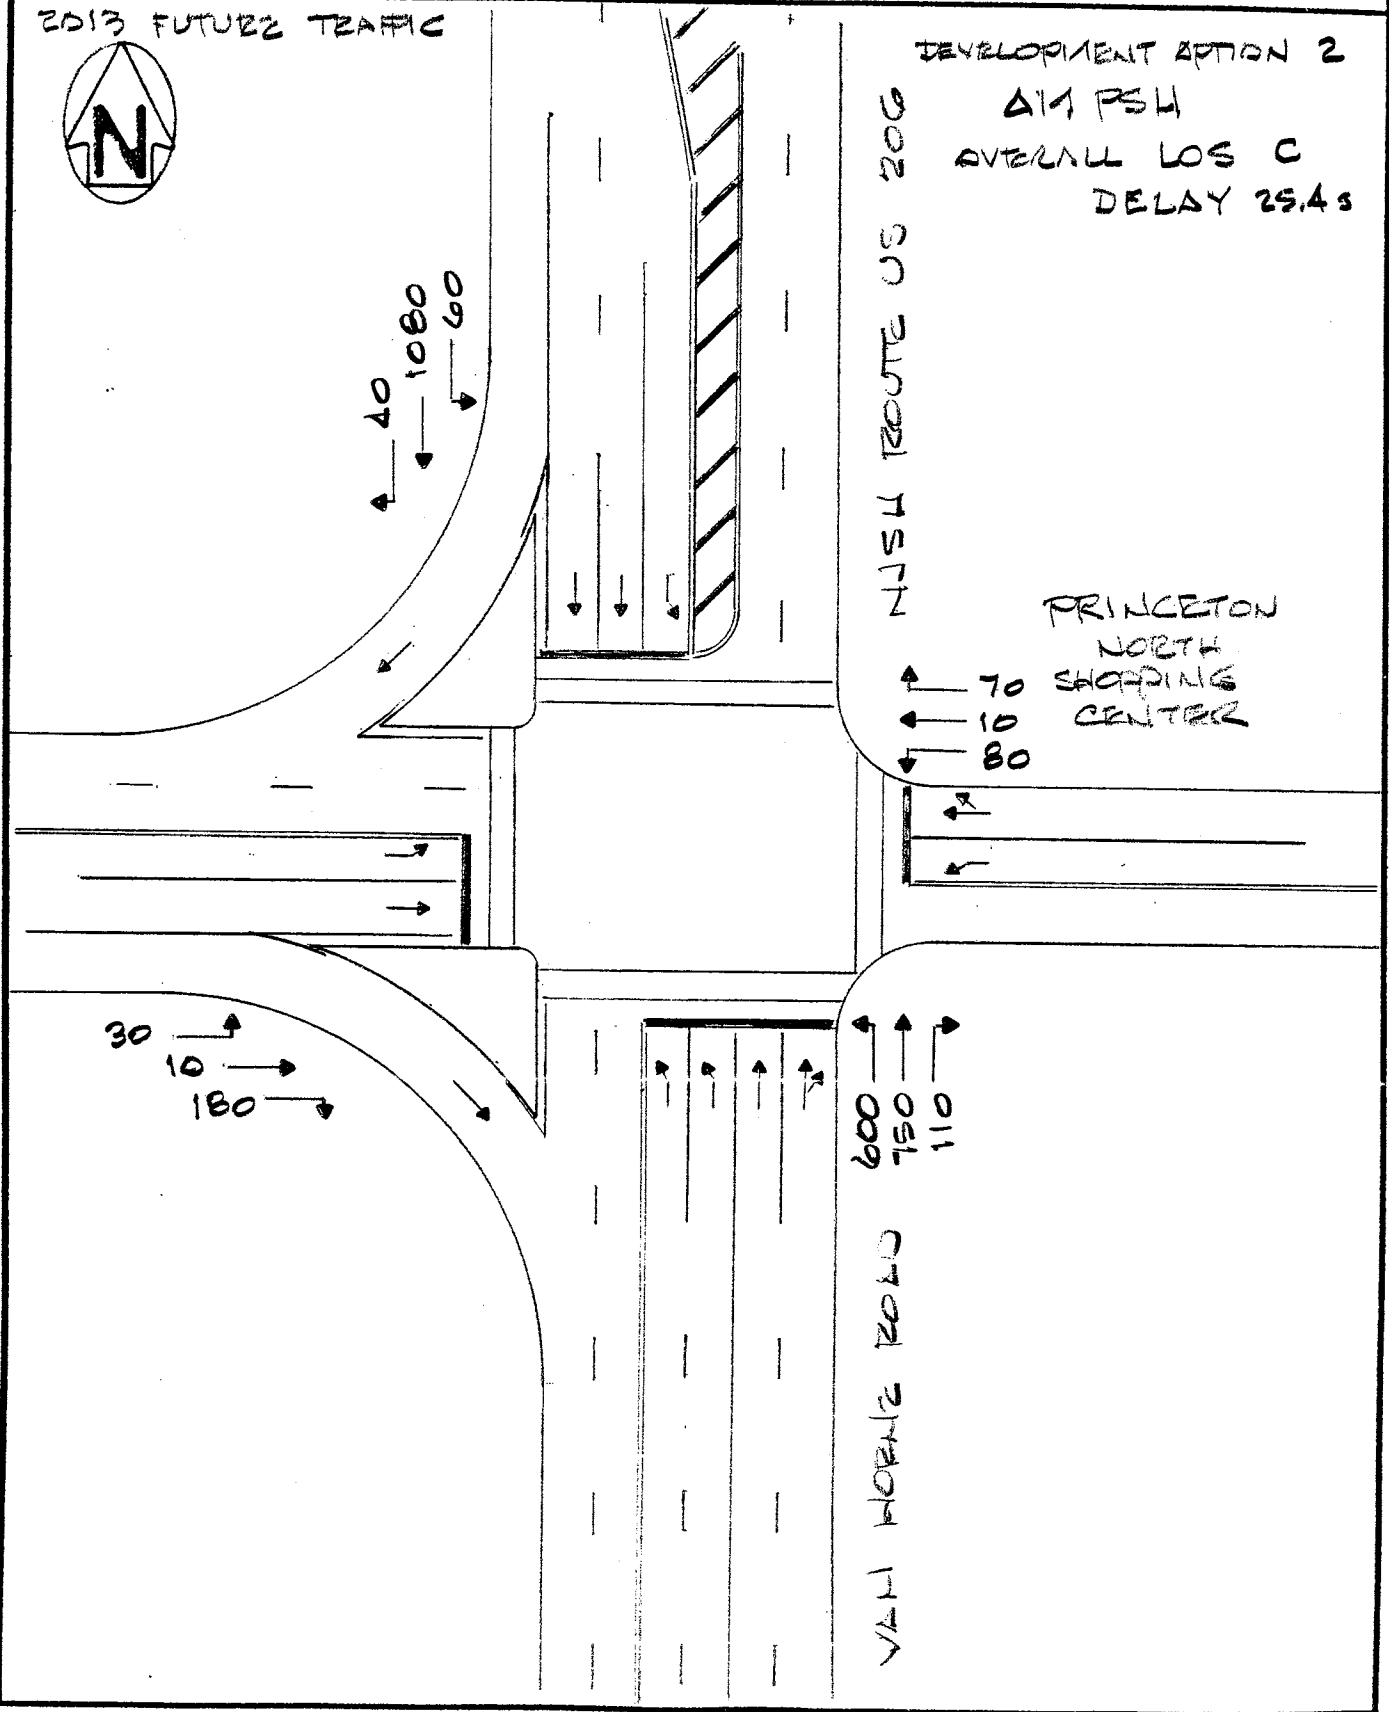 2013 FUTURE TRAFFIC
N
DEVELOPMENT OPTION 2
AM PSH
OVERALL LOS C
DELAY 25.4 s
NJSH ROUTE US 206
40
1080
60
PRINCETON
NORTH
SHOPPING
CENTER
70
10
80
30
10
180
600
750
110
VAN HORNE ROAD